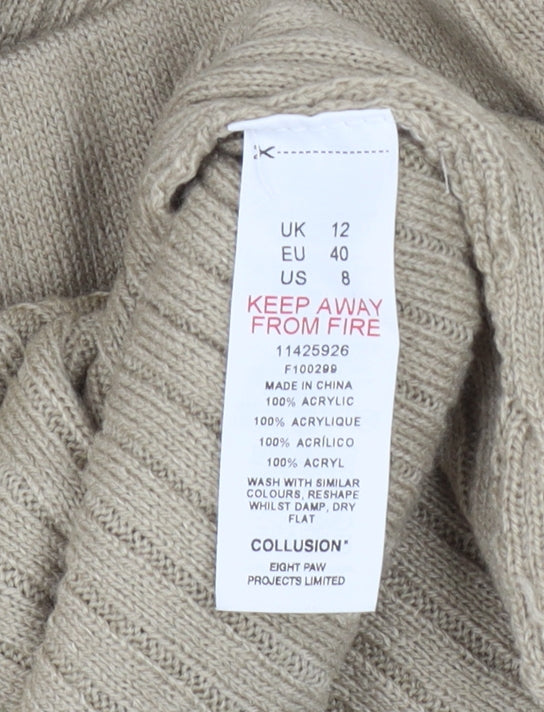 UK 12
EU 40
US 8
KEEP AWAY
FROM FIRE
11425926
F100299
MADE IN CHINA
100% ACRYLIC
100% ACRYLIQUE
100% ACRÍLICO
100% ACRYL
WASH WITH SIMILAR
COLOURS, RESHAPE
WHILST DAMP, DRY
FLAT
COLLUSION"
EIGHT PAW
PROJECTS LIMITED